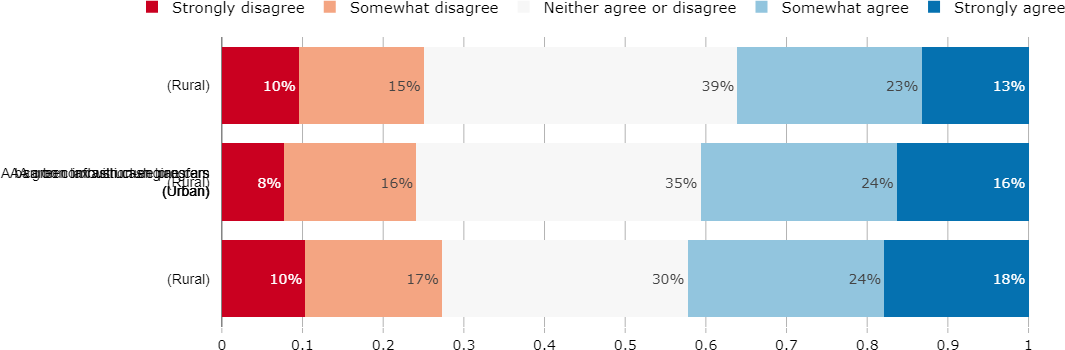 Strongly disagree Somewhat disagree Neither agree or disagree Somewhat agree Strongly agree
(Rural) 10% 15% 39% 23% 13%
(Rural) 8% 16% 35% 24% 16%
(Urban)
(Rural) 10% 17% 30% 24% 18%
0 0.1 0.2 0.3 0.4 0.5 0.6 0.7 0.8 0.9 1